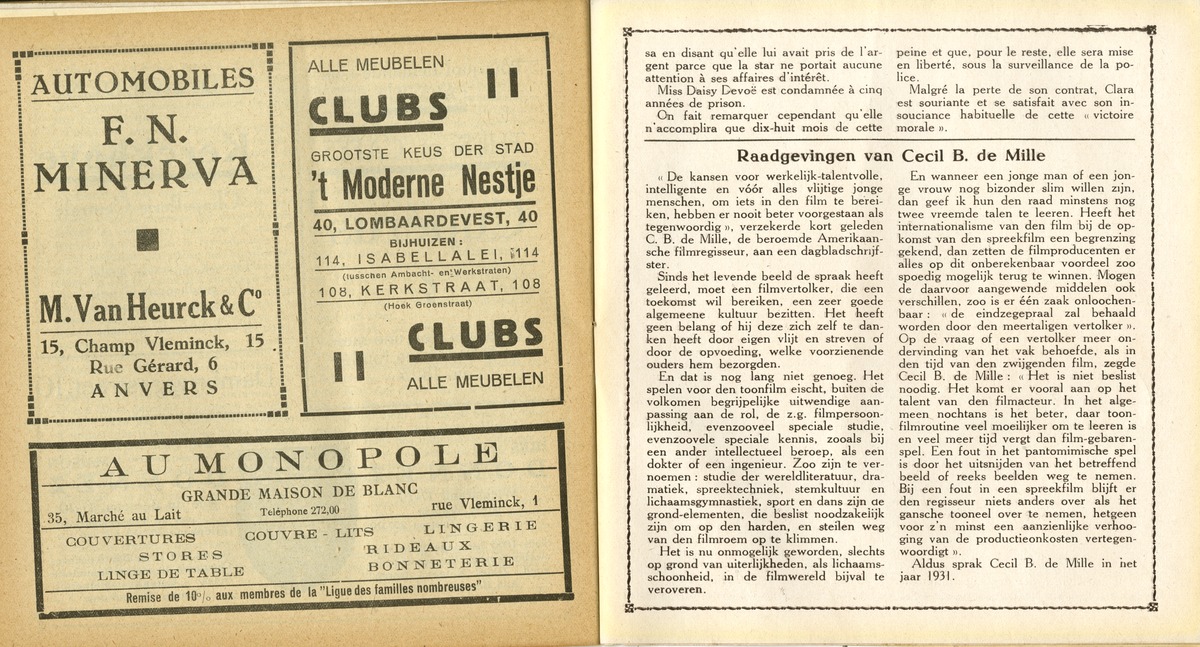 AUTOMOBILES
F. N.
MINERVA
M. Van Heurck & Co
15, Champ Vleminck, 15
Rue Gérard, 6
ANVERS
ALLE MEUBELEN
CLUBS
GROOTSTE KEUS DER STAD
't Moderne Nestje
40, LOMBAARDEVEST, 40
BIJHUIZEN :
114, ISABELLALEI, 114
(tusschen Ambacht- en Werkstraten)
108, KERKSTRAAT, 108
(Hoek Groenstraat)
CLUBS
ALLE MEUBELEN
AU MONOPOLE
GRANDE MAISON DE BLANC
35, Marché au Lait Téléphone 272,00 rue Vleminck, 1
COUVERTURES COUVRE-LITS LINGERIE
STORES RIDEAUX
LINGE DE TABLE BONNETERIE
Remise de 10% aux membres de la "Ligue des familles nombreuses"
sa en disant qu'elle lui avait pris de l'ar-
gent parce que la star ne portait aucune
attention à ses affaires d'intérêt.
Miss Daisy Devoë est condamnée à cinq
années de prison.
On fait remarquer cependant qu'elle
n'accomplira que dix-huit mois de cette
peine et que, pour le reste, elle sera mise
en liberté, sous la surveillance de la po-
lice.
Malgré la perte de son contrat, Clara
est souriante et se satisfait avec son in-
souciance habituelle de cette « victoire
morale ».
Raadgevingen van Cecil B. de Mille
« De kansen voor werkelijk-talentvolle,
intelligente en vóór alles vlijtige jonge
menschen, om iets in den film te berei-
ken, hebben er nooit beter voorgestaan als
tegenwoordig », verzekerde kort geleden
C. B. de Mille, de beroemde Amerikaan-
sche filmregisseur, aan een dagbladschrijf-
ster.
Sinds het levende beeld de spraak heeft
geleerd, moet een filmvertolker, die een
toekomst wil bereiken, een zeer goede
algemeene kultuur bezitten. Het heeft
geen belang of hij deze zich zelf te dan-
ken heeft door eigen vlijt en streven of
door de opvoeding, welke voorzienende
ouders hem bezorgden.
En dat is nog lang niet genoeg. Het
spelen voor den toonfilm eischt, buiten de
volkomen begrijpelijke uitwendige aan-
passing aan de rol, de z.g. filmpersoon-
lijkheid, evenzooveel speciale studie,
evenzoovele speciale kennis, zooals bij
een ander intellectueel beroep, als een
dokter of een ingenieur. Zoo zijn te ver-
noemen : studie der wereldliteratuur, dra-
matiek, spreektechniek, stemkultuur en
lichaamsgymnastiek, sport en dans zijn de
grond-elementen, die beslist noodzakelijk
zijn om op den harden, en steilen weg
van den filmroem op te klimmen.
Het is nu onmogelijk geworden, slechts
op grond van uiterlijkheden, als lichaams-
schoonheid, in de filmwereld bijval te
veroveren.
En wanneer een jonge man of een jon-
ge vrouw nog bizonder slim willen zijn,
dan geef ik hun den raad minstens nog
twee vreemde talen te leeren. Heeft het
internationalisme van den film bij de op-
komst van den spreekfilm een begrenzing
gekend, dan zetten de filmproducenten er
alles op dit onberekenbaar voordeel zoo
spoedig mogelijk terug te winnen. Mogen
de daarvoor aangewende middelen ook
verschillen, zoo is er één zaak onloochen-
baar : « de eindzegepraal zal behaald
worden door den meertaligen vertolker ».
Op de vraag of een vertolker meer on-
dervinding van het vak behoefde, als in
den tijd van den zwijgenden film, zegde
Cecil B. de Mille : « Het is niet beslist
noodig. Het komt er vooral aan op het
talent van den filmacteur. In het alge-
meen nochtans is het beter, daar toon-
filmroutine veel moeilijker om te leeren is
en veel meer tijd vergt dan film-gebaren-
spel. Een fout in het pantomimische spel
is door het uitsnijden van het betreffend
beeld of reeks beelden weg te nemen.
Bij een fout in een spreekfilm blijft er
den regisseur niets anders over als het
gansche tooneel over te nemen, hetgeen
voor z'n minst een aanzienlijke verhoo-
ging van de productieonkosten vertegen-
woordigt ».
Aldus sprak Cecil B. de Mille in het
jaar 1931.